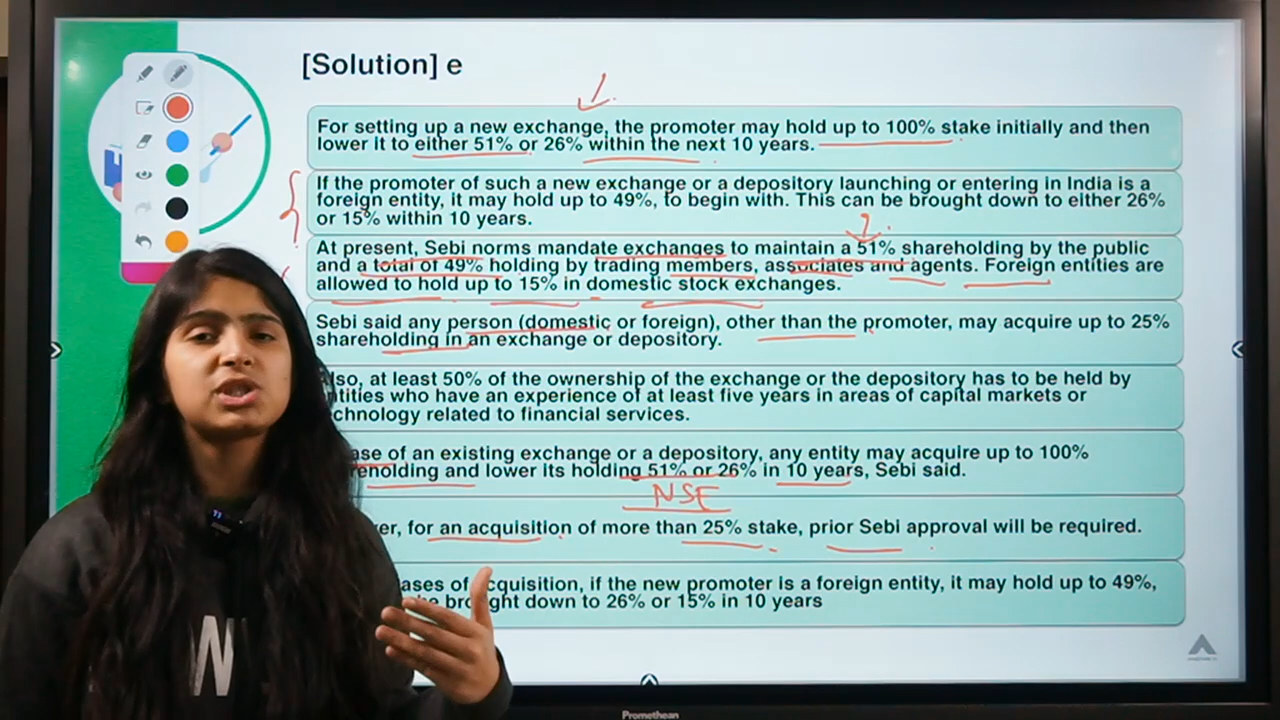 [Solution] e
For setting up a new exchange, the promoter may hold up to 100% stake initially and then
lower it to either 51% or 26% within the next 10 years.
If the promoter of such a new exchange or a depository launching or entering in India is a
foreign entity, it may hold up to 49%, to begin with. This can be brought down to either 26%
or 15% within 10 years.
At present, Sebi norms mandate exchanges to maintain a 51% shareholding by the public
and a total of 49% holding by trading members, associates and agents. Foreign entities are
allowed to hold up to 15% in domestic stock exchanges.
Sebi said any person (domestic or foreign), other than the promoter, may acquire up to 25%
shareholding in an exchange or depository.
lso, at least 50% of the ownership of the exchange or the depository has to be held by
ntities who have an experience of at least five years in areas of capital markets or
chnology related to financial services.
ase of an existing exchange or a depository, any entity may acquire up to 100%
reholding and lower its holding 51% or 26% in 10 years, Sebi said.
NSE
er, for an acquisition of more than 25% stake, prior Sebi approval will be required.
ases of acquisition, if the new promoter is a foreign entity, it may hold up to 49%,
brought down to 26% or 15% in 10 years
W
Promethean